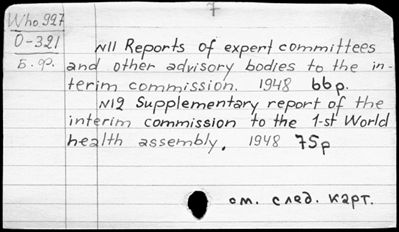 7
Who 997
D-321
Б.ф.
N11 Reports of expert committees
and other advisory bodies to the in-
terim commission. 1948 66p.
N12 Supplementary report of the
interim commission to the 1-st World
health assembly. 1948 75p
см. след. карт.